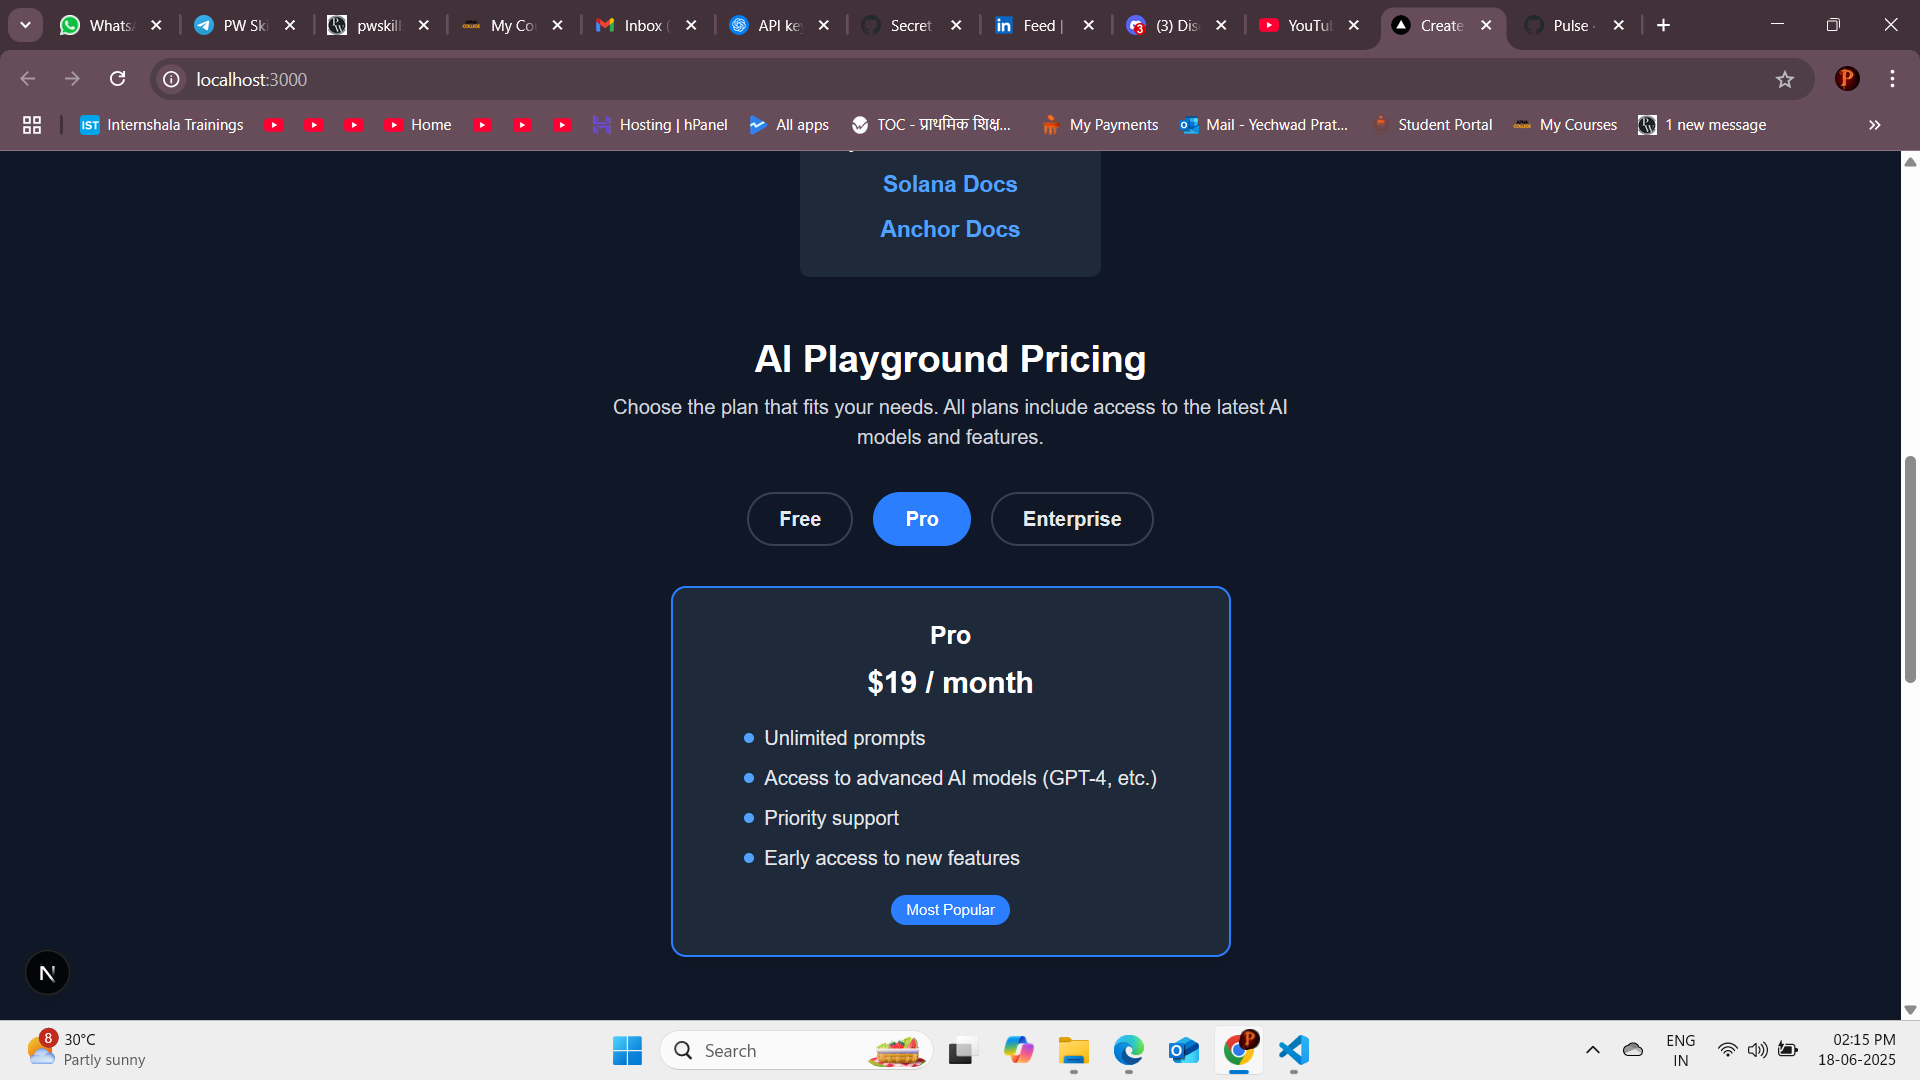 Whats
PW Ski
pwskill
My Co
Inbox (
API ke
Secret
Feed |
(3) Dis
YouTu
Create
Pulse ·
localhost:3000
IST Internshala Trainings
Home
Hosting | hPanel
All apps
TOC - प्राथमिक शिक्ष...
My Payments
Mail - Yechwad Prat...
Student Portal
My Courses
1 new message
Solana Docs
Anchor Docs
AI Playground Pricing
Choose the plan that fits your needs. All plans include access to the latest AI
models and features.
Free
Pro
Enterprise
Pro
$19 / month
Unlimited prompts
Access to advanced AI models (GPT-4, etc.)
Priority support
Early access to new features
Most Popular
N
8
30°C
Partly sunny
Search
ENG
IN
02:15 PM
18-06-2025